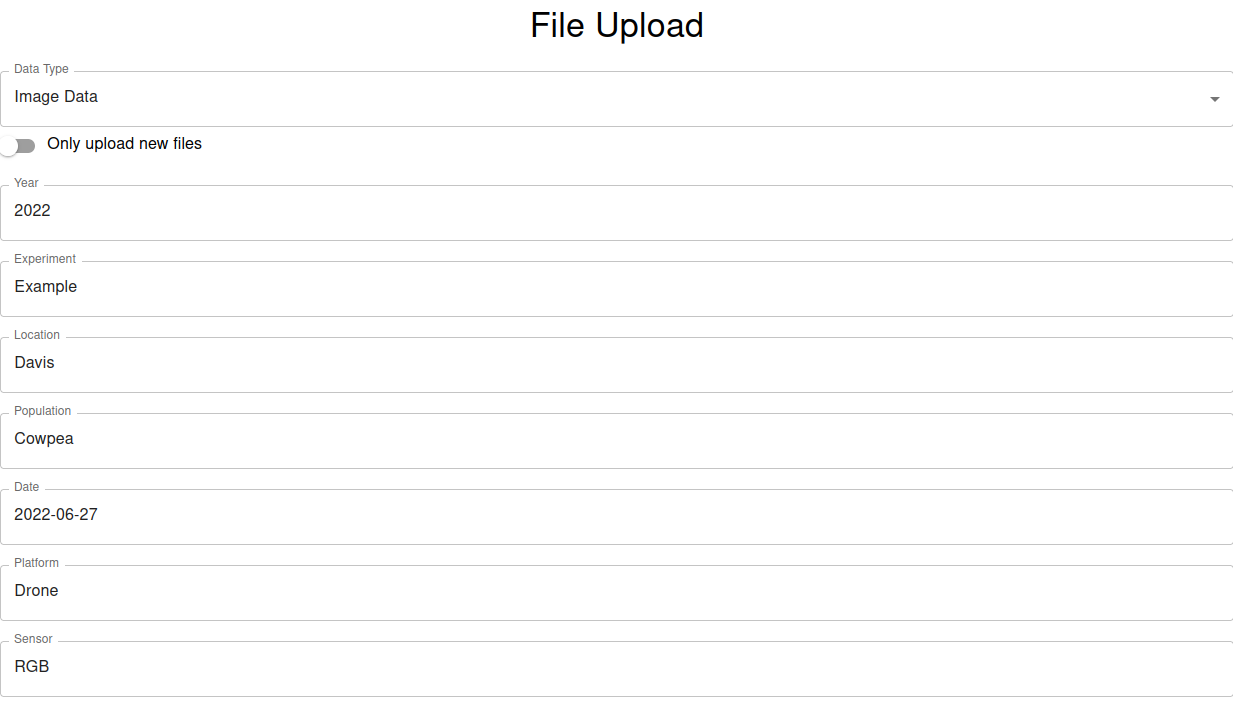 File Upload
Data Type
Image Data
Only upload new files
Year
2022
Experiment
Example
Location
Davis
Population
Cowpea
Date
2022-06-27
Platform
Drone
Sensor
RGB